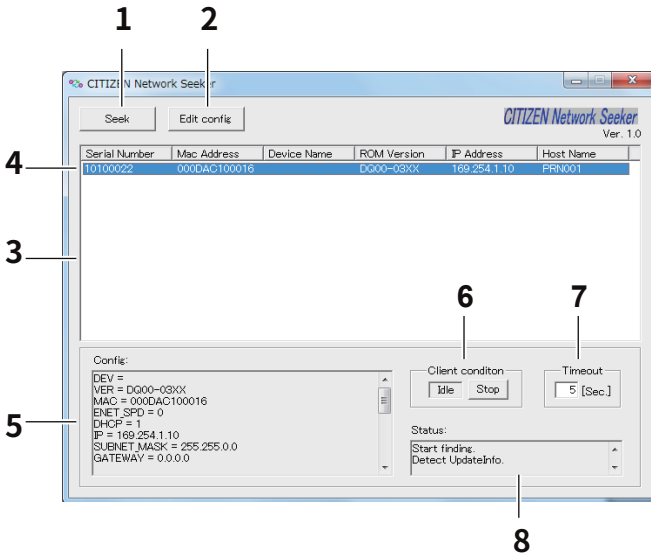 1 2
CITIZEN Network Seeker
Seek Edit config
CITIZEN Network Seeker
Ver. 1.0
4
Serial Number Mac Address Device Name ROM Version IP Address Host Name
10100022 000DAC100016 DQ00-03XX 169.254.1.10 PRN001
3
6 7
Config:
Client conditon Timeout
DEV =
VER = DQ00-03XX
MAC = 000DAC100016
ENET_SPD = 0
DHCP = 1
IP = 169.254.1.10
SUBNET_MASK = 255.255.0.0
GATEWAY = 0.0.0.0
Idle Stop 5 [Sec.]
5
Status:
Start finding.
Detect UpdateInfo.
8